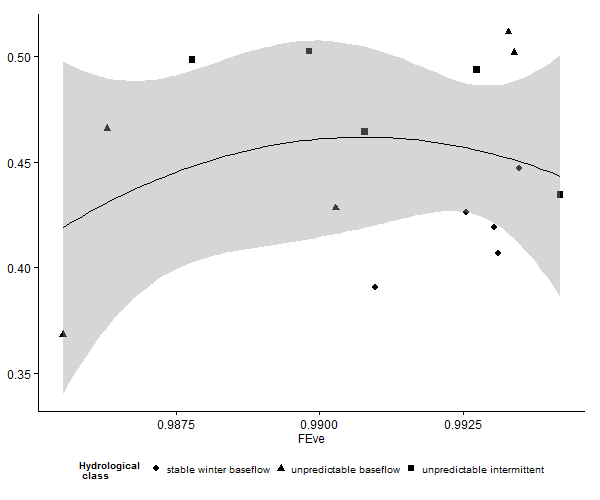 0.50
0.45
0.40
0.35
0.9875 0.9900 0.9925
FEve
Hydrological
class
stable winter baseflow unpredictable baseflow unpredictable intermittent